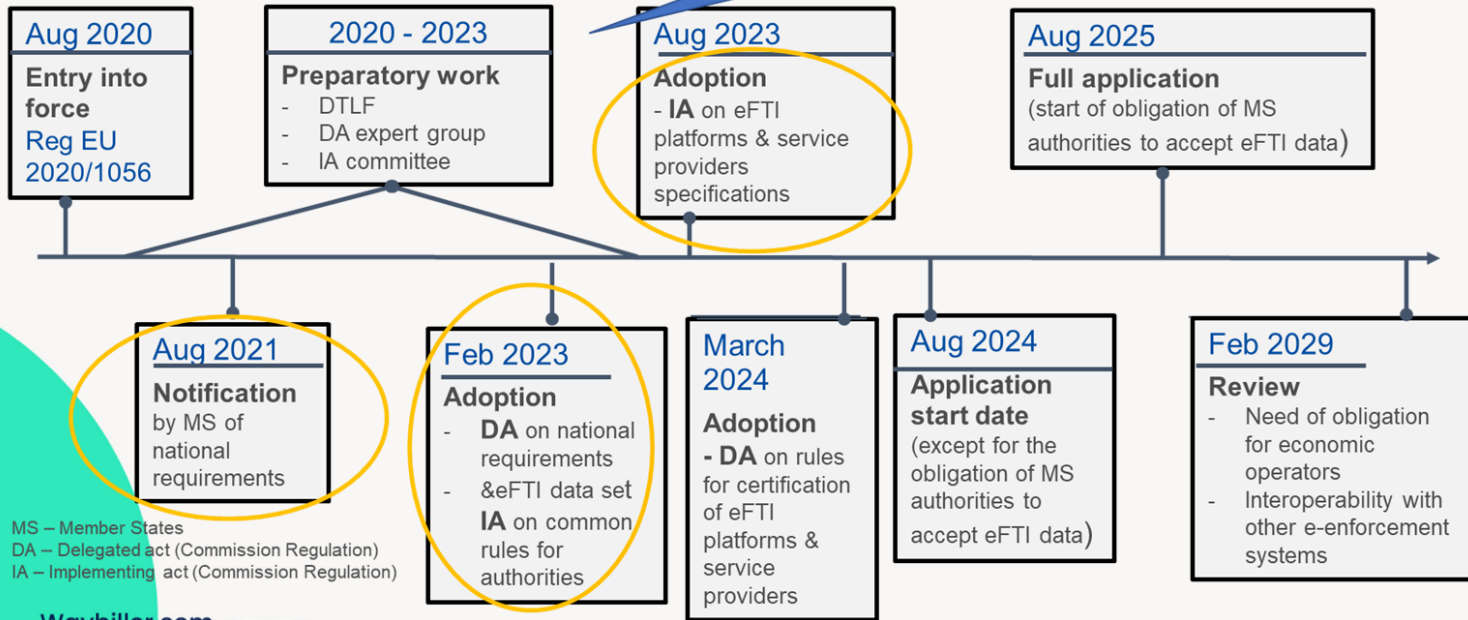 Aug 2020
Entry into
force
Reg EU
2020/1056
2020 - 2023
Preparatory work
- DTLF
- DA expert group
- IA committee
Aug 2023
Adoption
- IA on eFTI
platforms & service
providers
specifications
Aug 2025
Full application
(start of obligation of MS
authorities to accept eFTI data)
Aug 2021
Notification
by MS of
national
requirements
Feb 2023
Adoption
- DA on national
requirements
- &eFTI data set
IA on common
rules for
authorities
March
2024
Adoption
- DA on rules
for certification
of eFTI
platforms &
service
providers
Aug 2024
Application
start date
(except for the
obligation of MS
authorities to
accept eFTI data)
Feb 2029
Review
- Need of obligation
for economic
operators
- Interoperability with
other e-enforcement
systems
MS – Member States
DA – Delegated act (Commission Regulation)
IA – Implementing act (Commission Regulation)
Waybiller.com